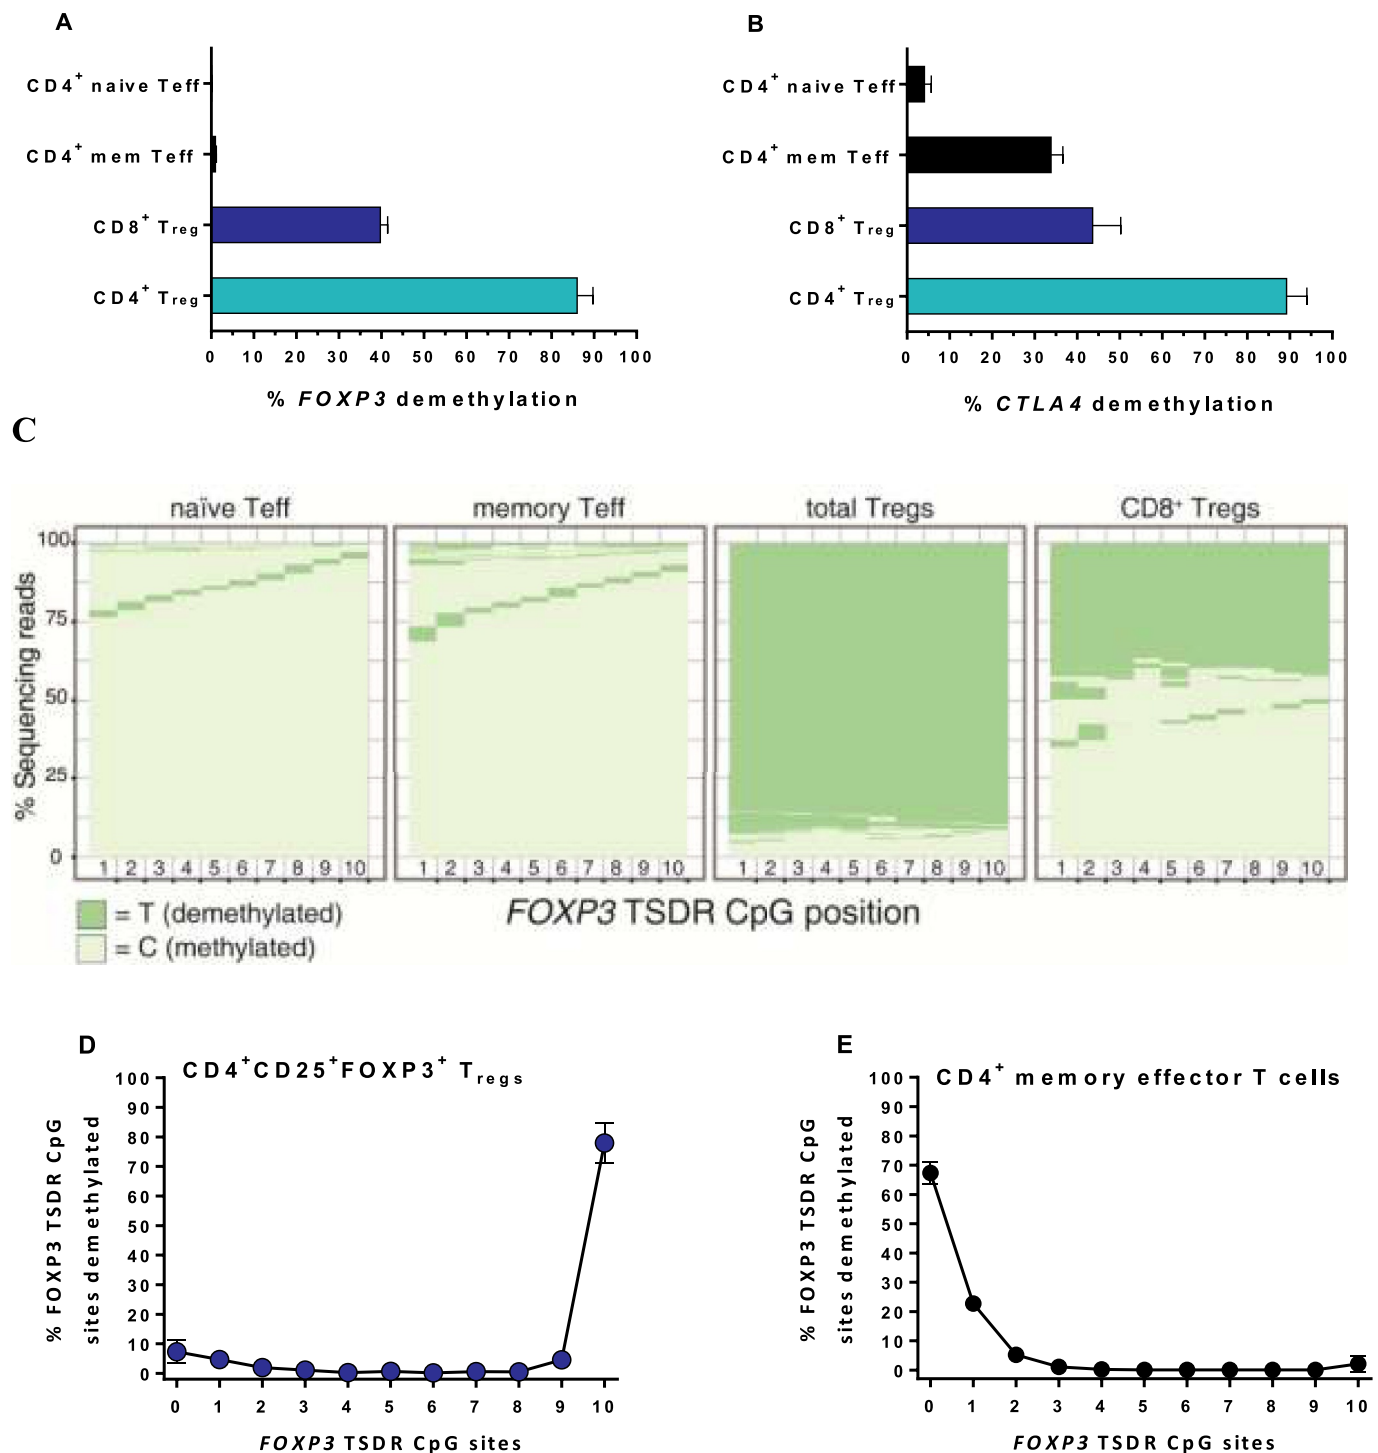 A
CD4+ naive Teff
CD4+ mem Teff
CD8+ Treg
CD4+ Treg
0 10 20 30 40 50 60 70 80 90 100
% FOXP3 demethylation
B
CD4+ naive Teff
CD4+ mem Teff
CD8+ Treg
CD4+ Treg
0 10 20 30 40 50 60 70 80 90 100
% CTLA4 demethylation
C
naïve Teff memory Teff total Tregs CD8+ Tregs
% Sequencing reads
100
75
50
25
0
1 2 3 4 5 6 7 8 9 10
1 2 3 4 5 6 7 8 9 10
1 2 3 4 5 6 7 8 9 10
1 2 3 4 5 6 7 8 9 10
= T (demethylated)
= C (methylated)
FOXP3 TSDR CpG position
D
CD4+CD25+FOXP3+ Tregs
% FOXP3 TSDR CpG
sites demethylated
100
90
80
70
60
50
40
30
20
10
0
0 1 2 3 4 5 6 7 8 9 10
FOXP3 TSDR CpG sites
E
CD4+ memory effector T cells
% FOXP3 TSDR CpG
sites demethylated
100
90
80
70
60
50
40
30
20
10
0
0 1 2 3 4 5 6 7 8 9 10
FOXP3 TSDR CpG sites